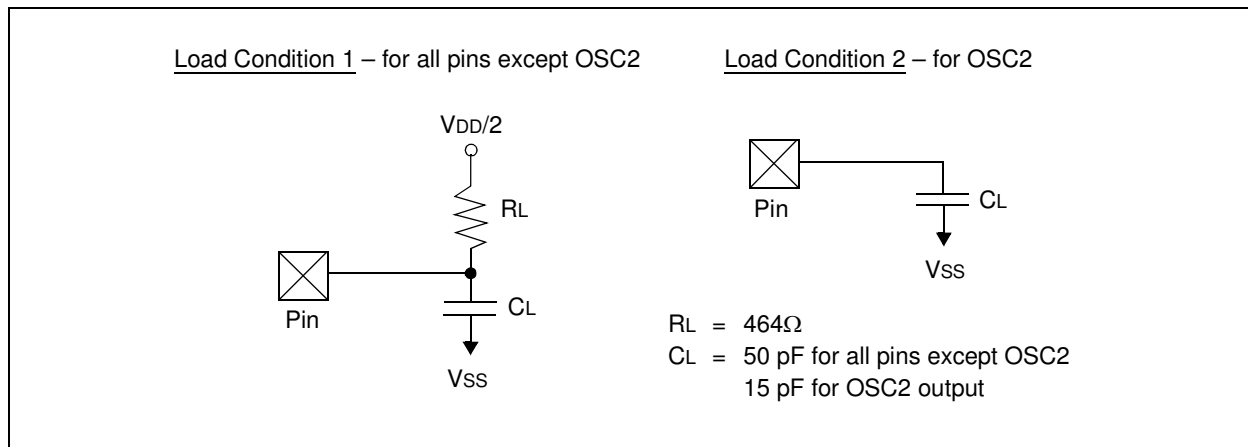 Load Condition 1 – for all pins except OSC2
VDD/2
RL
Pin
CL
VSS
Load Condition 2 – for OSC2
Pin
CL
VSS
RL = 464Ω
CL = 50 pF for all pins except OSC2
15 pF for OSC2 output